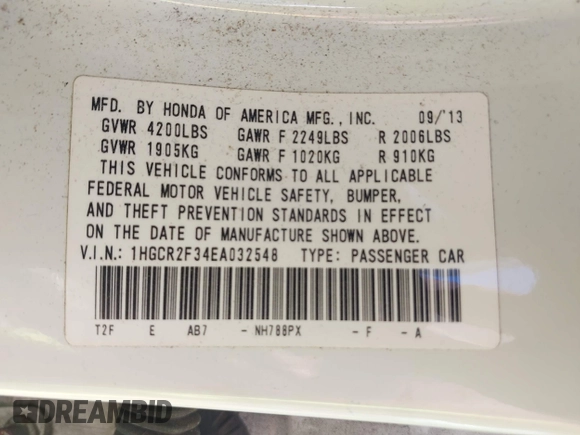 MFD. BY HONDA OF AMERICA MFG., INC. 09/'13
GVWR 4200LBS GAWR F 2249LBS R 2006LBS
GVWR 1905KG GAWR F 1020KG R 910KG
THIS VEHICLE CONFORMS TO ALL APPLICABLE
FEDERAL MOTOR VEHICLE SAFETY, BUMPER,
AND THEFT PREVENTION STANDARDS IN EFFECT
ON THE DATE OF MANUFACTURE SHOWN ABOVE.
V.I.N.: 1HGCR2F34EA032548 TYPE: PASSENGER CAR
T2F E AB7 - NH788PX - F - A
DREAMBID